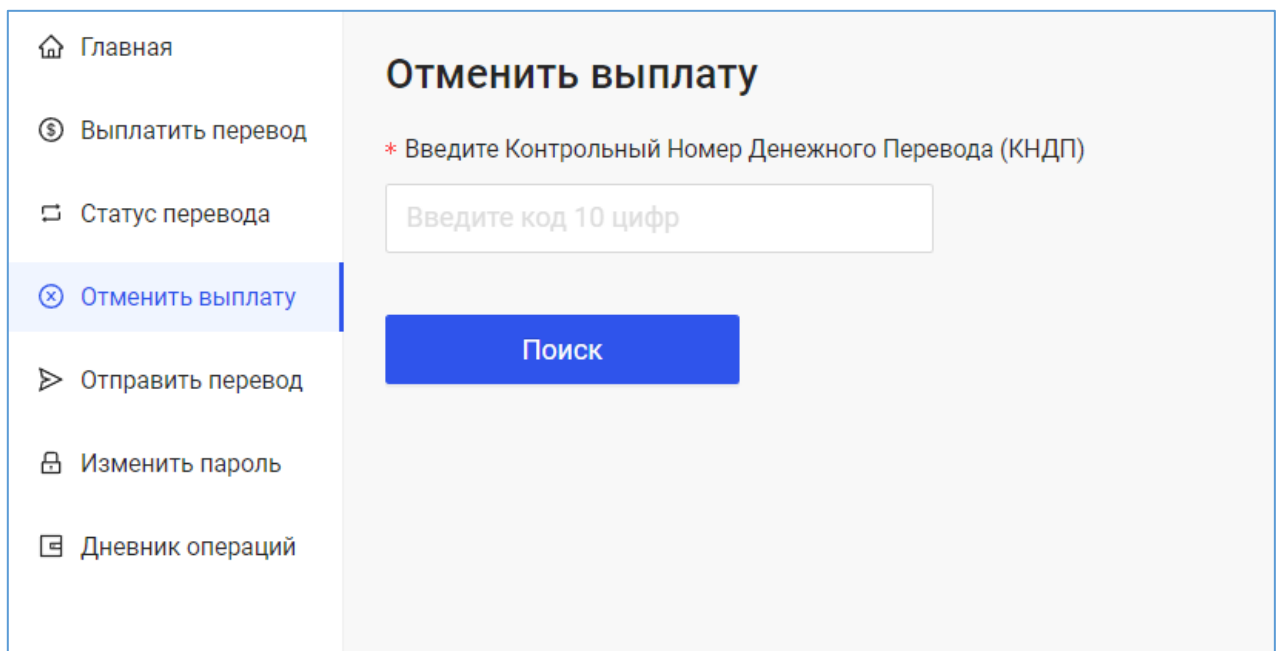 Главная
Выплатить перевод
Статус перевода
Отменить выплату
Отправить перевод
Изменить пароль
Дневник операций
Отменить выплату
* Введите Контрольный Номер Денежного Перевода (КНДП)
Введите код 10 цифр
Поиск